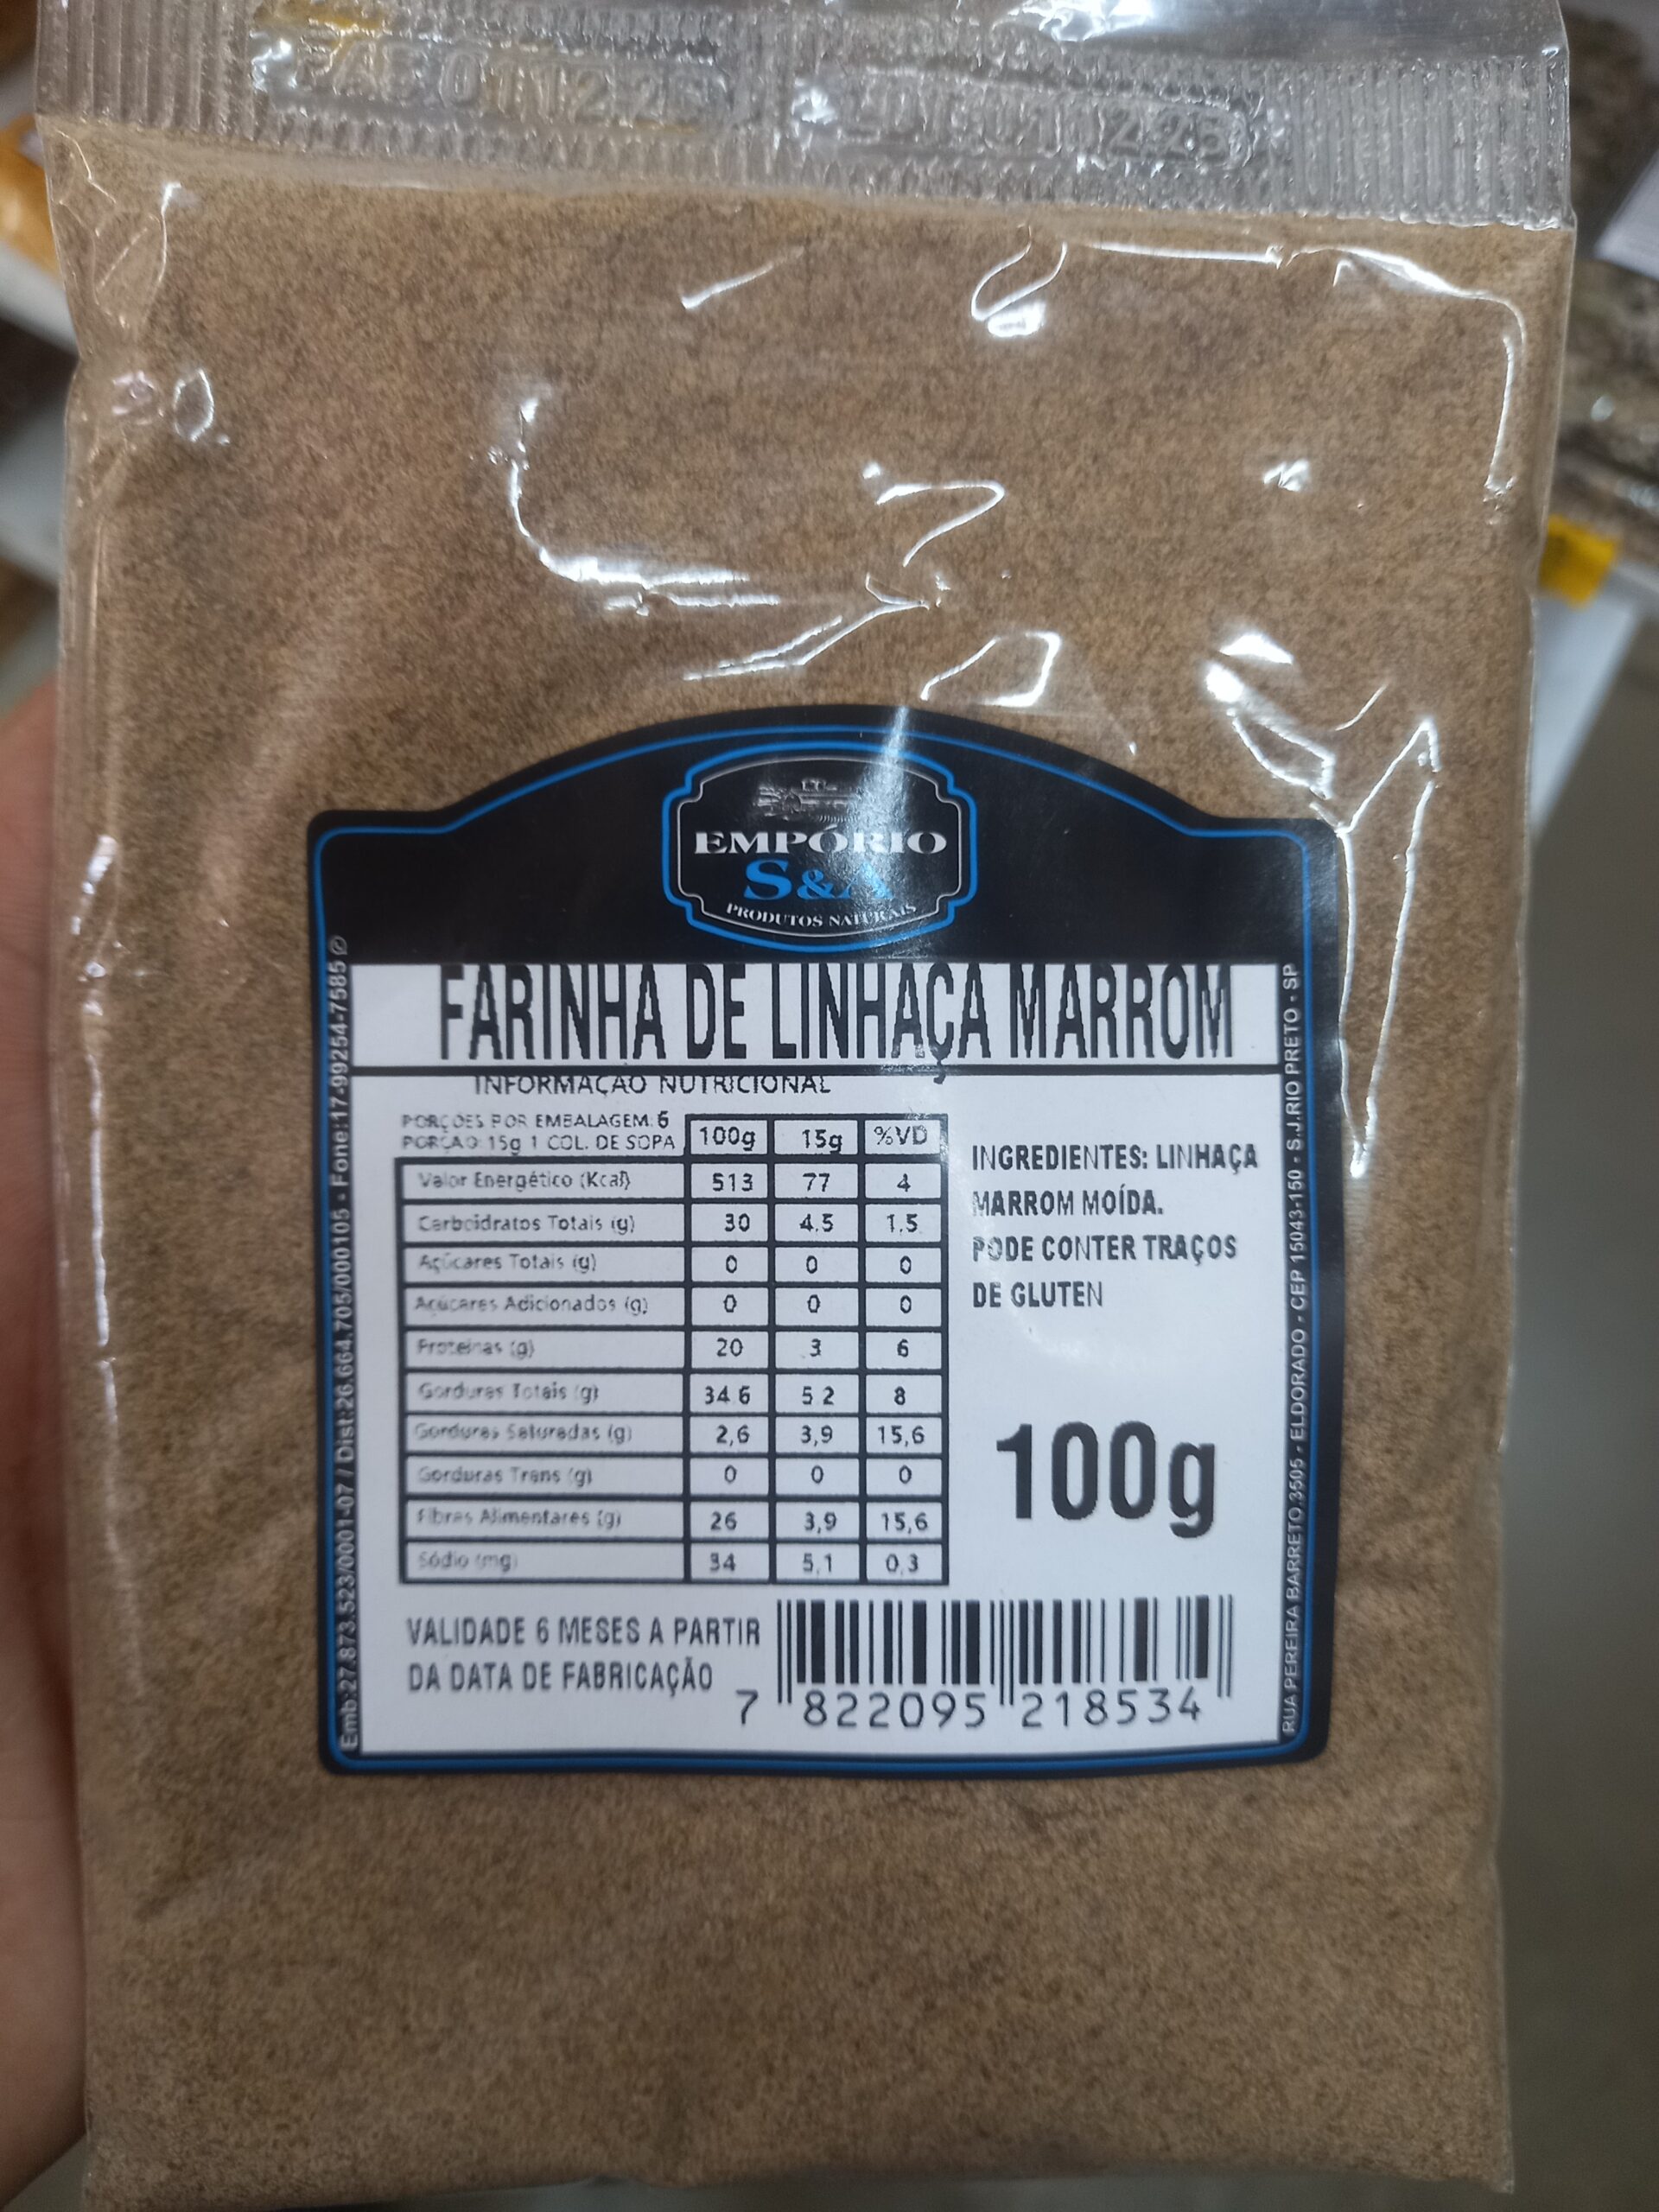 EMPÓRIO
S&A
PRODUTOS NATURAIS
FARINHA DE LINHAÇA MARROM
INFORMAÇÃO NUTRICIONAL
PORÇOES POR EMBALAGEM: 6
PORÇAO: 15g 1 COL. DE SOPA 100g 15g %VD
Valor Energético (Kcal) 513 77 4
Carboidratos Totais (g) 30 4.5 1.5
Açúcares Totais (g) 0 0 0
Açúcares Adicionados (g) 0 0 0
Proteínas (g) 20 3 6
Gorduras Totais (g) 34 6 5 2 8
Gorduras Saturadas (g) 2,6 3,9 15,6
Gorduras Trans (g) 0 0 0
Fibras Alimentares (g) 26 3,9 15,6
Sódio (mg) 34 5,1 0,3
INGREDIENTES: LINHAÇA
MARROM MOÍDA.
PODE CONTER TRAÇOS
DE GLUTEN
100g
VALIDADE 6 MESES A PARTIR
DA DATA DE FABRICAÇÃO
7 822095 218534
Emb:27.873.523/0001-07 / Dist:26.664.705/000105 - Fone:17-99254-7585
RUA PEREIRA BARRETO 3505 - ELDORADO - CEP 15043-150 - S.J.RIO PRETO - SP